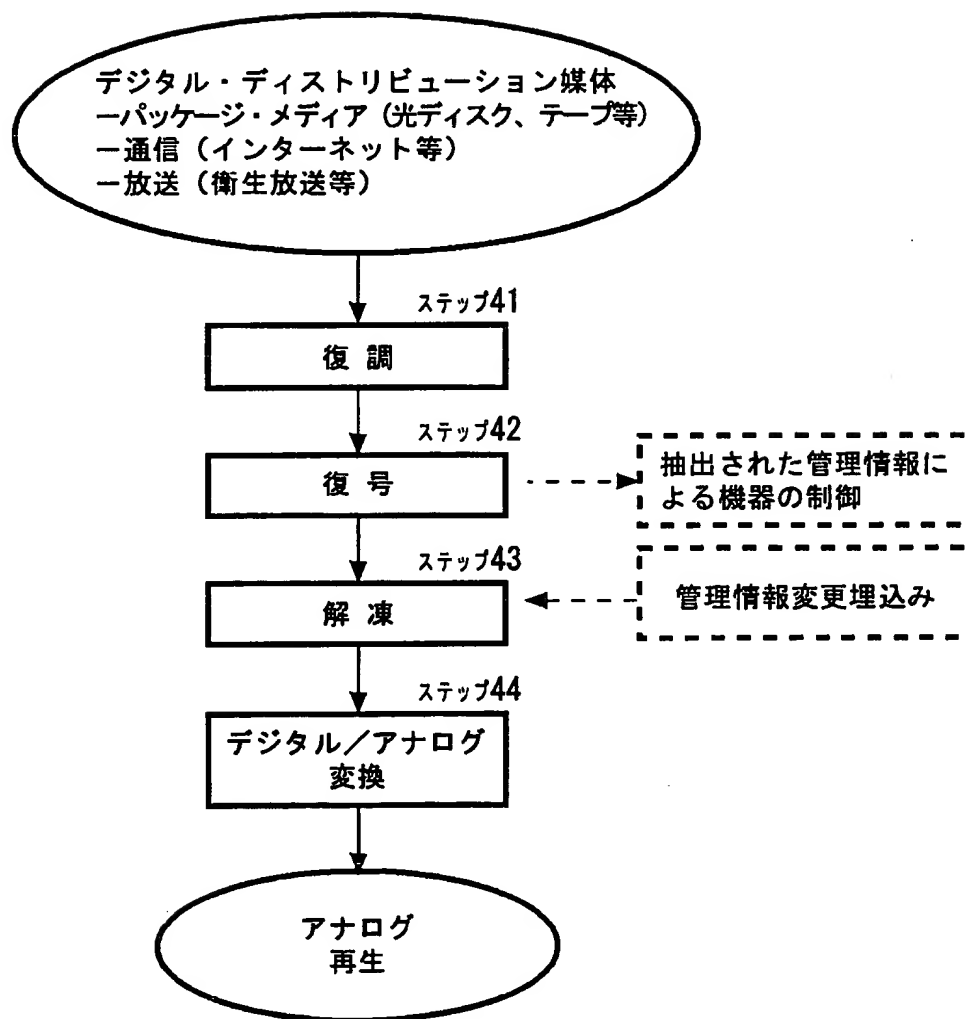 デジタル・ディストリビューション媒体
－パッケージ・メディア（光ディスク、テープ等）
－通信（インターネット等）
－放送（衛生放送等）
ステップ41
復 調
ステップ42
復 号
抽出された管理情報に
よる機器の制御
ステップ43
解 凍
管理情報変更埋込み
ステップ44
デジタル／アナログ
変換
アナログ
再生